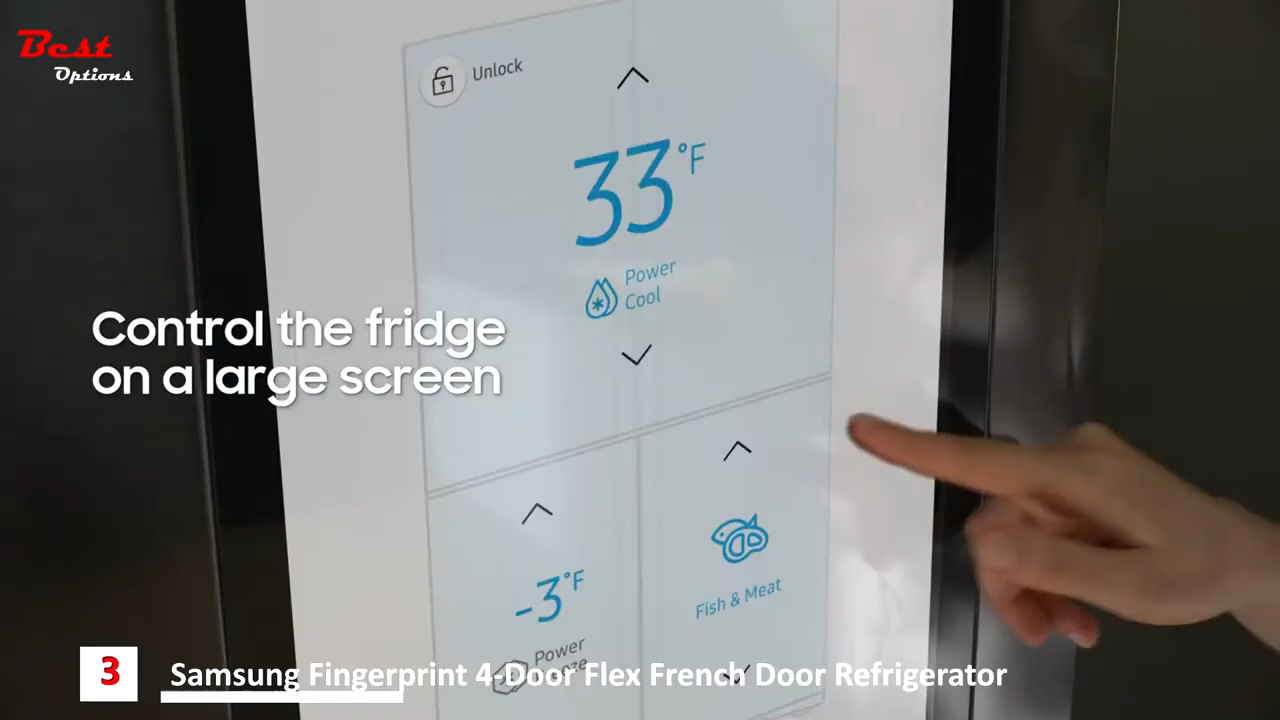 Best
Options
Unlock
33°F
Power
Cool
Control the fridge
on a large screen
-3°F
Fish & Meat
Power
3
Samsung Fingerprint 4-Door Flex French Door Refrigerator